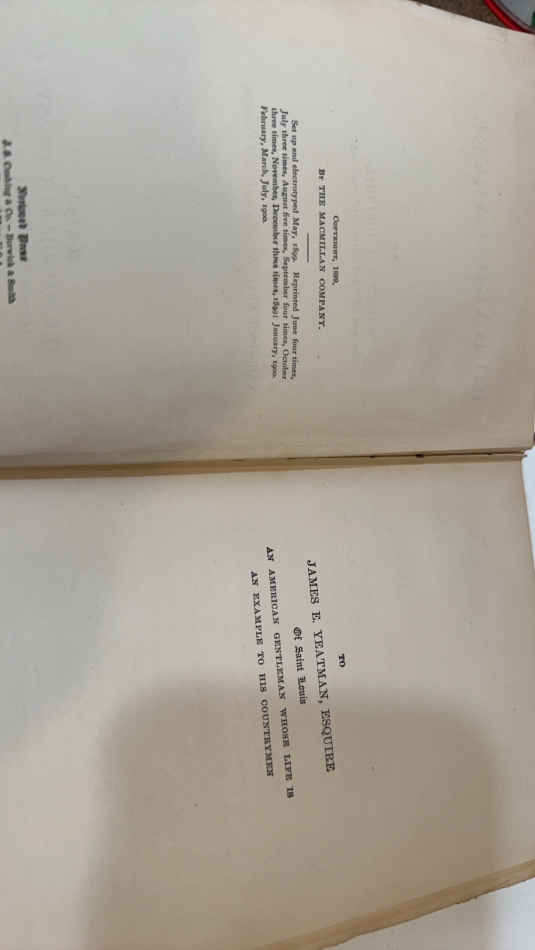 Copyright, 1899,
By THE MACMILLAN COMPANY.
Set up and electrotyped May, 1899. Reprinted June four times,
July three times, August five times, September four times, October
three times, November, December three times, 1899; January, 1900.
February, March, July, 1900.
Norwood Press
J. S. Cushing & Co. — Berwick & Smith
TO
JAMES E. YEATMAN, ESQUIRE
Of Saint Louis
AN AMERICAN GENTLEMAN WHOSE LIFE IS
AN EXAMPLE TO HIS COUNTRYMEN